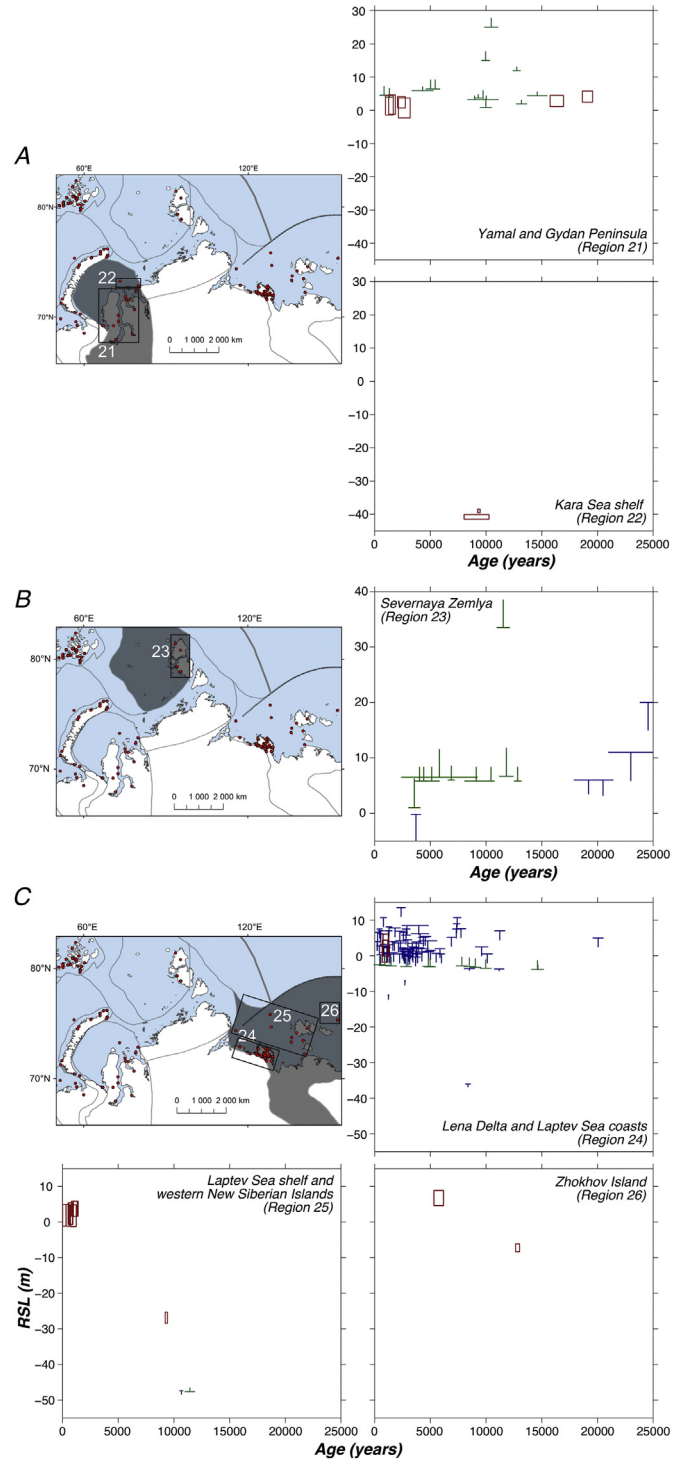 A
60°E
120°E
80°N
70°N
22
21
0 1 000 2 000 km
30
20
10
0
−10
−20
−30
−40
Yamal and Gydan Peninsula
(Region 21)
30
20
10
0
−10
−20
−30
−40
Kara Sea shelf
(Region 22)
0 5000 10000 15000 20000 25000
Age (years)
B
60°E
120°E
80°N
70°N
23
0 1 000 2 000 km
40
30
20
10
0
Severnaya Zemlya
(Region 23)
0 5000 10000 15000 20000 25000
Age (years)
C
60°E
120°E
80°N
70°N
24
25
26
0 1 000 2 000 km
10
0
−10
−20
−30
−40
−50
Lena Delta and Laptev Sea coasts
(Region 24)
RSL (m)
10
0
−10
−20
−30
−40
−50
Laptev Sea shelf and
western New Siberian Islands
(Region 25)
0 5000 10000 15000 20000 25000
10
0
−10
−20
−30
−40
−50
Zhokhov Island
(Region 26)
0 5000 10000 15000 20000 25000
Age (years)